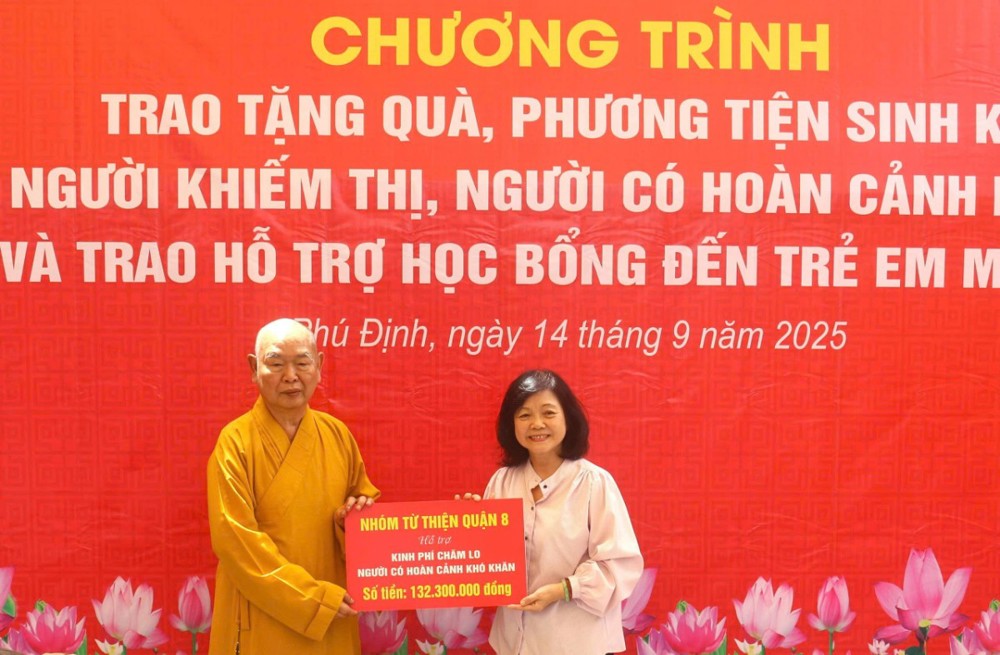 CHƯƠNG TRÌNH
TRAO TẶNG QUÀ, PHƯƠNG TIỆN SINH K
NGƯỜI KHIẾM THỊ, NGƯỜI CÓ HOÀN CẢNH
VÀ TRAO HỖ TRỢ HỌC BỔNG ĐẾN TRẺ EM M
Phú Định, ngày 14 tháng 9 năm 2025
NHÓM TỪ THIỆN QUẬN 8
Hỗ trợ
KINH PHÍ CHĂM LO
NGƯỜI CÓ HOÀN CẢNH KHÓ KHĂN
Số tiền: 132.300.000 đồng